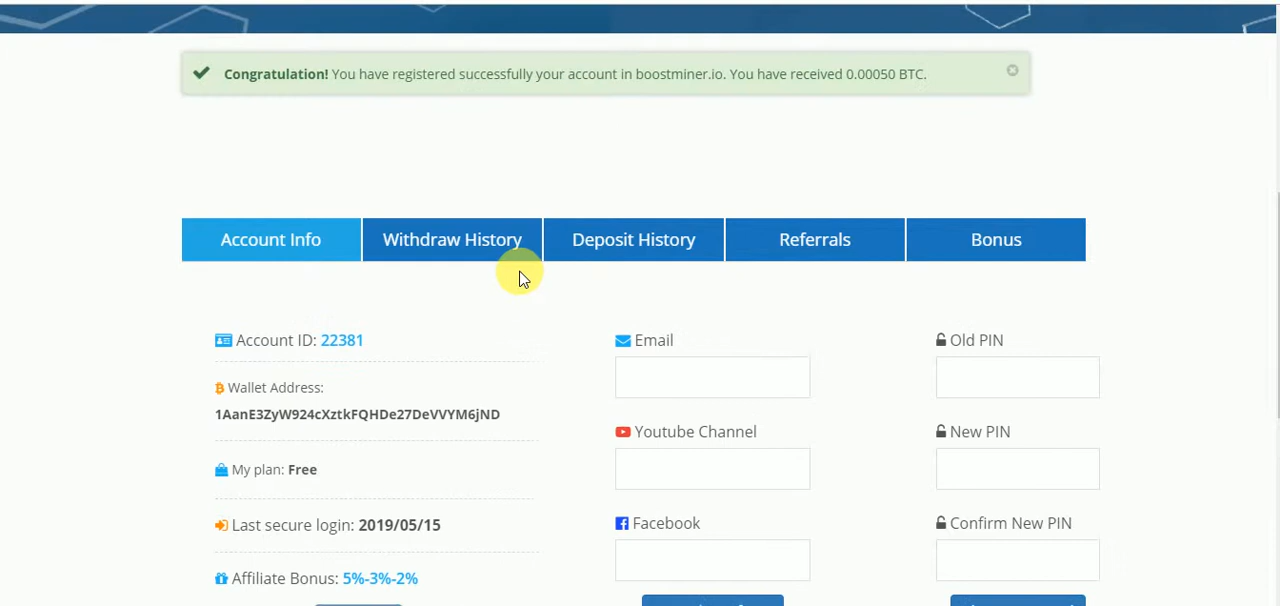 Congratulation! You have registered successfully your account in boostminer.io. You have received 0.00050 BTC.
Account Info
Withdraw History
Deposit History
Referrals
Bonus
Account ID: 22381
Wallet Address:
1AanE3ZyW924cXztkFQHDe27DeVVYM6jND
My plan: Free
Last secure login: 2019/05/15
Affiliate Bonus: 5%-3%-2%
Email
Youtube Channel
Facebook
Old PIN
New PIN
Confirm New PIN